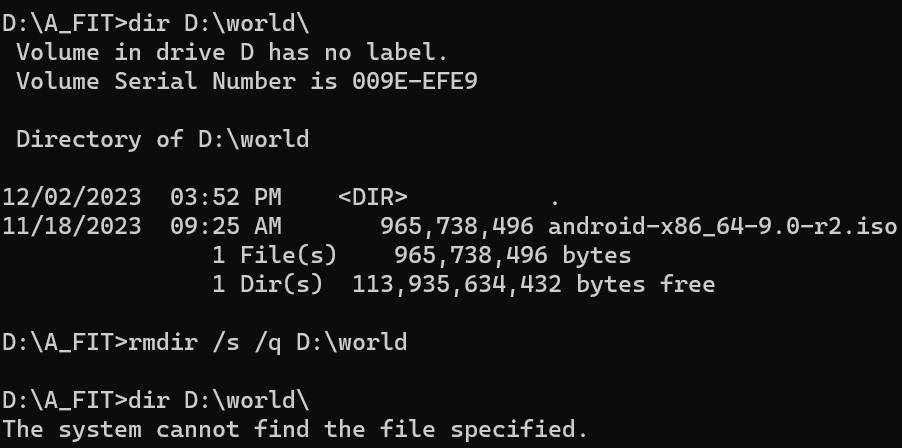 D:\A_FIT>dir D:\world\
Volume in drive D has no label.
Volume Serial Number is 009E-EFE9
Directory of D:\world
12/02/2023  03:52 PM    <DIR>          .
11/18/2023  09:25 AM       965,738,496 android-x86_64-9.0-r2.iso
1 File(s)    965,738,496 bytes
1 Dir(s)  113,935,634,432 bytes free
D:\A_FIT>rmdir /s /q D:\world
D:\A_FIT>dir D:\world\
The system cannot find the file specified.